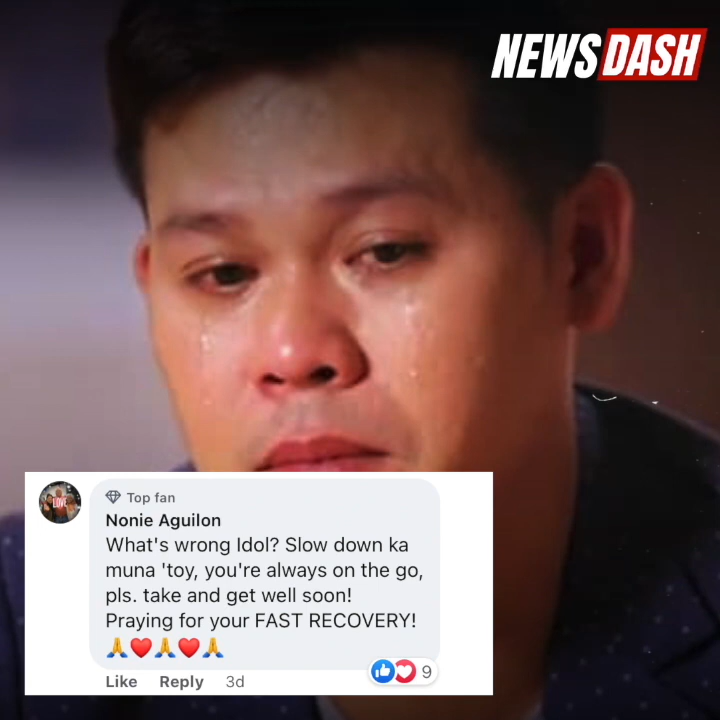 NEWS DASH
Top fan
Nonie Aguilon
What's wrong Idol? Slow down ka
muna 'toy, you're always on the go,
pls. take and get well soon!
Praying for your FAST RECOVERY!
🙏❤️🙏❤️🙏
Like Reply 3d 9